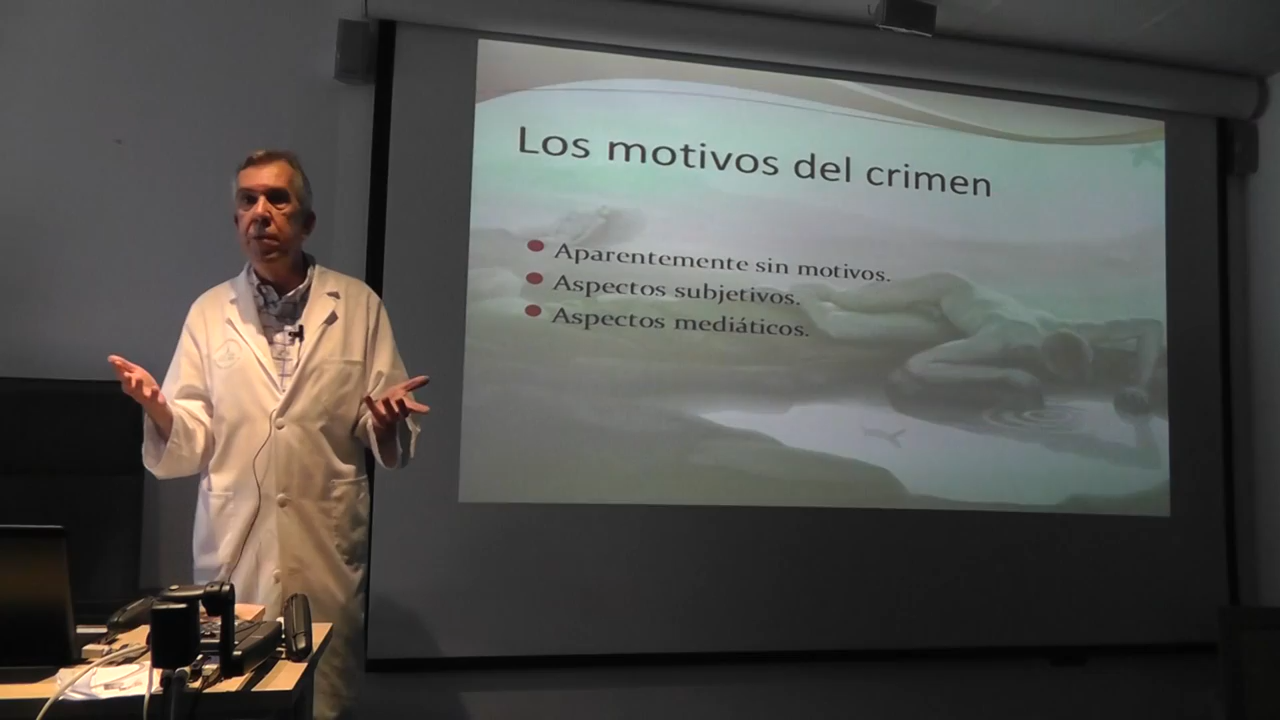 Los motivos del crimen
Aparentemente sin motivos.
Aspectos subjetivos.
Aspectos mediáticos.